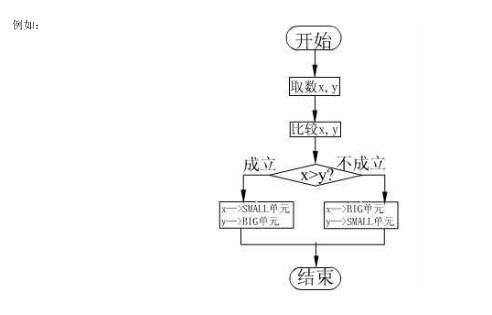 例如:
开始
取数x,y
比较x,y
成立
不成立
x>y?
x—>SMALL单元
y—>BIG单元
x—>BIG单元
y—>SMALL单元
结束